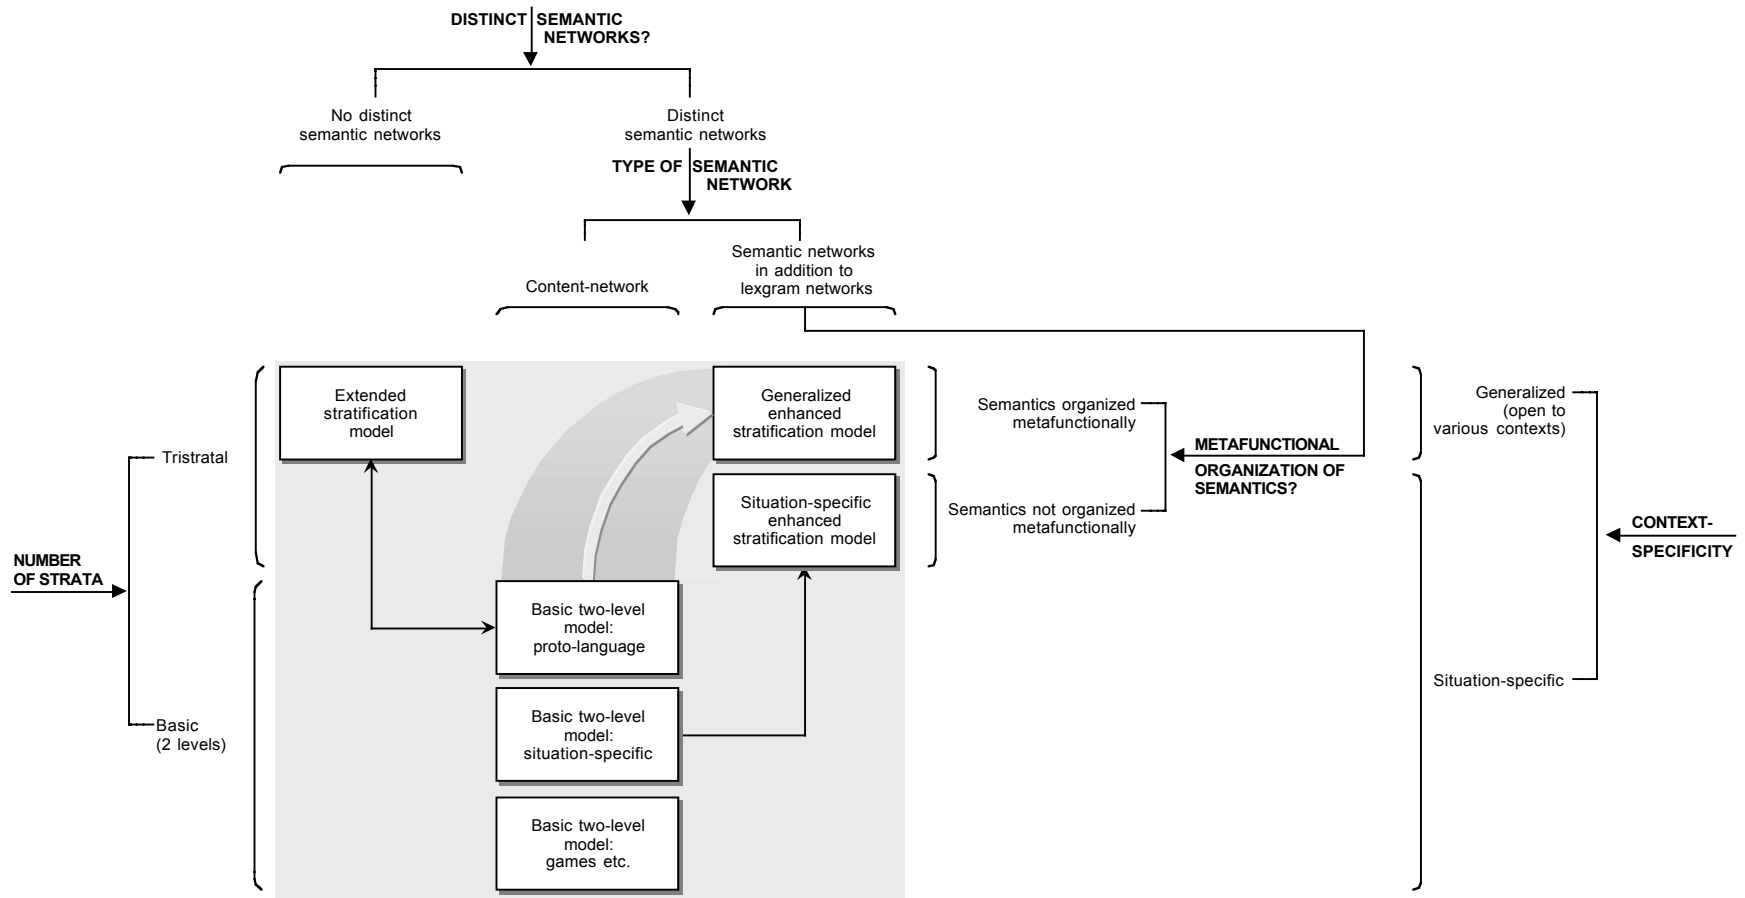 DISTINCT SEMANTIC
NETWORKS?
No distinct
semantic networks
Distinct
semantic networks
TYPE OF SEMANTIC
NETWORK
Content-network
Semantic networks
in addition to
lexgram networks
NUMBER
OF STRATA
Tristratal
Basic
(2 levels)
Extended
stratification
model
Generalized
enhanced
stratification model
Situation-specific
enhanced
stratification model
Basic two-level
model:
proto-language
Basic two-level
model:
situation-specific
Basic two-level
model:
games etc.
Semantics organized
metafunctionally
Semantics not organized
metafunctionally
METAFUNCTIONAL
ORGANIZATION OF
SEMANTICS?
Generalized
(open to
various contexts)
Situation-specific
CONTEXT-
SPECIFICITY